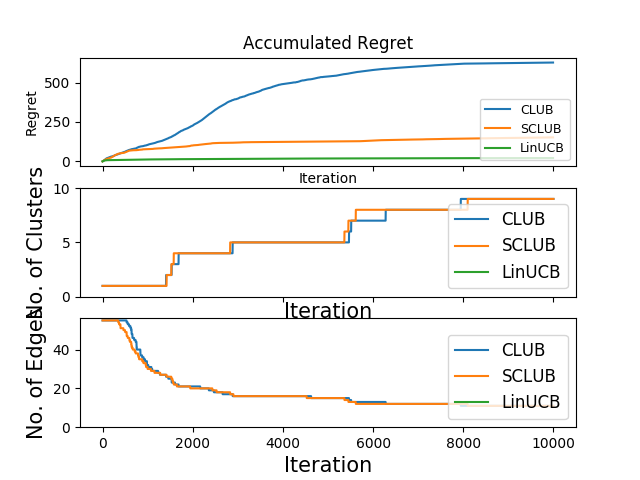 Accumulated Regret
Regret
500
250
0
CLUB
SCLUB
LinUCB
Iteration
No. of Clusters
10
5
0
CLUB
SCLUB
LinUCB
Iteration
No. of Edges
40
20
0
CLUB
SCLUB
LinUCB
0 2000 4000 6000 8000 10000
Iteration